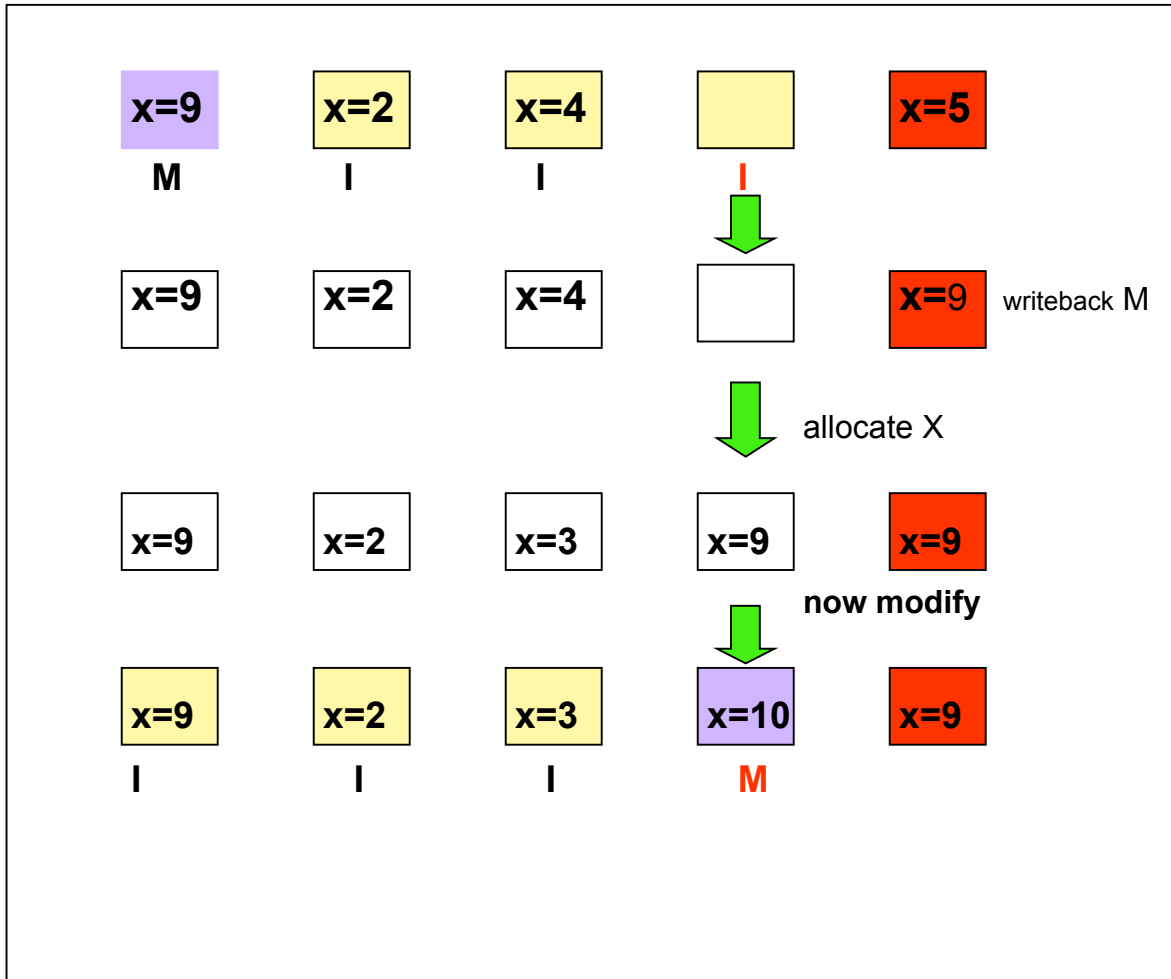 x=9 x=2 x=4 x=5
M I I I
x=9 x=2 x=4 x=9 writeback M
allocate X
x=9 x=2 x=3 x=9 x=9
now modify
x=9 x=2 x=3 x=10 x=9
I I I M